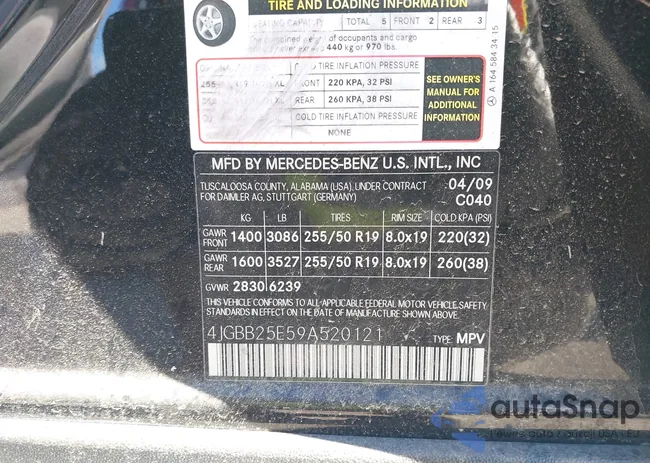 TIRE AND LOADING INFORMATION
SEATING CAPACITY TOTAL 5 FRONT 2 REAR 3
The combined weight of occupants and cargo
exceed 440 kg or 970 lbs.
COLD TIRE INFLATION PRESSURE
FRONT 220 KPA, 32 PSI
REAR 260 KPA, 38 PSI
COLD TIRE INFLATION PRESSURE
NONE
SEE OWNER'S
MANUAL FOR
ADDITIONAL
INFORMATION
A 164 584 34 15
MFD BY MERCEDES-BENZ U.S. INTL., INC
TUSCALOOSA COUNTY, ALABAMA (USA), UNDER CONTRACT 04/09
FOR DAIMLER AG, STUTTGART (GERMANY) C040
KG LB TIRES RIM SIZE COLD KPA (PSI)
GAWR FRONT 1400 3086 255/50 R19 8.0x19 220(32)
GAWR REAR 1600 3527 255/50 R19 8.0x19 260(38)
GVWR 2830 6239
THIS VEHICLE CONFORMS TO ALL APPLICABLE FEDERAL MOTOR VEHICLE SAFETY
STANDARDS IN EFFECT ON THE DATE OF MANUFACTURE SHOWN ABOVE.
4JGBB25E59A520121 TYPE MPV
autoSnap